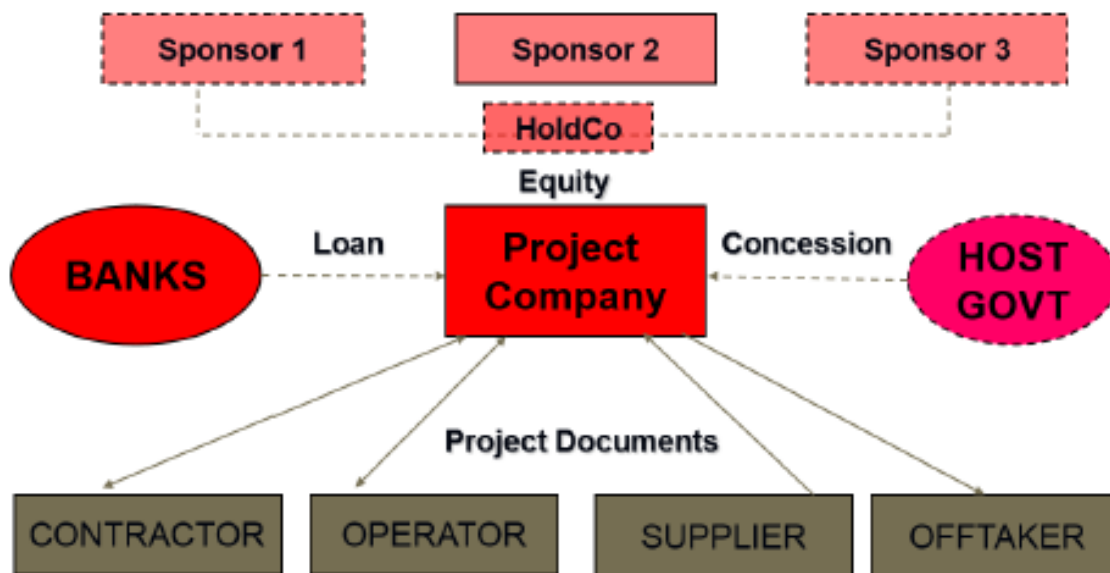 Sponsor 1
Sponsor 2
Sponsor 3
HoldCo
Equity
BANKS
Loan
Project
Company
Concession
HOST
GOVT
Project Documents
CONTRACTOR
OPERATOR
SUPPLIER
OFFTAKER